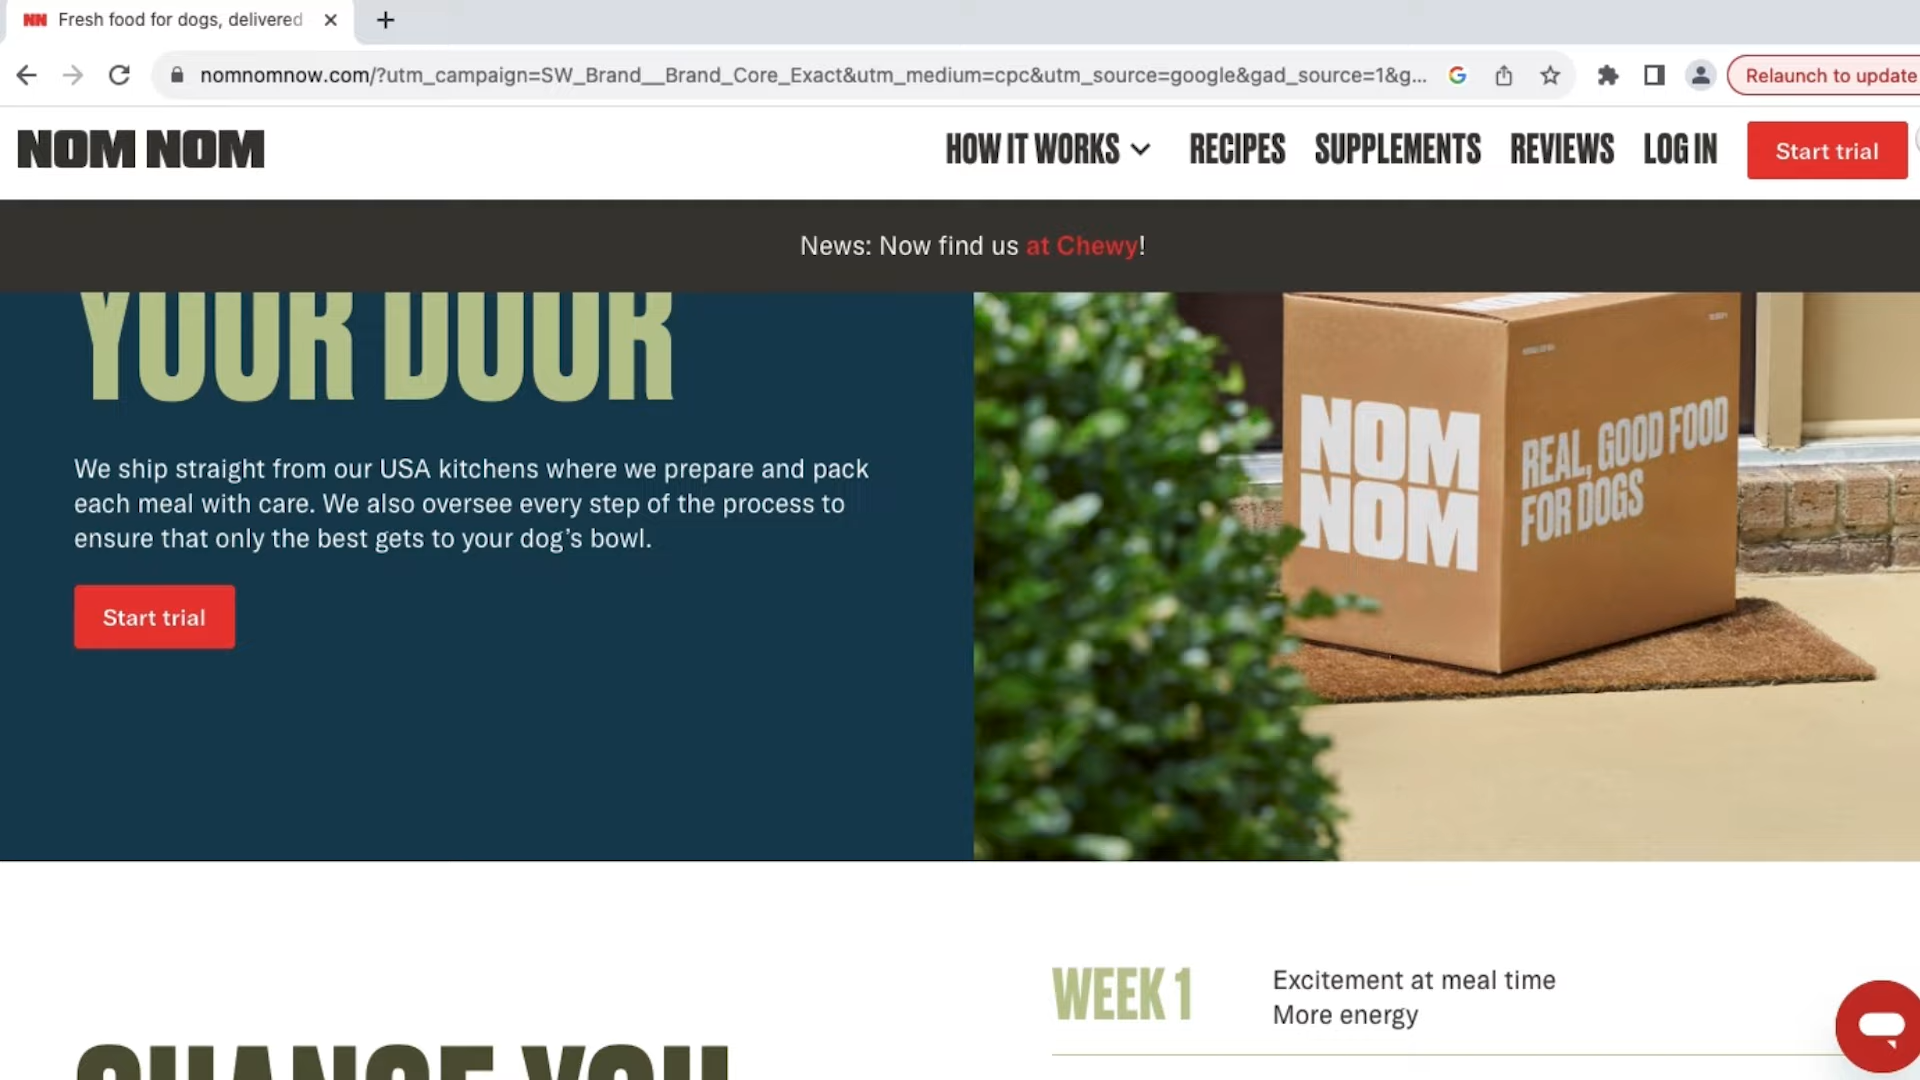 NN Fresh food for dogs, delivered
nomnomnow.com/?utm_campaign=SW_Brand__Brand_Core_Exact&utm_medium=cpc&utm_source=google&gad_source=1&g...
Relaunch to update
NOM NOM
HOW IT WORKS
RECIPES
SUPPLEMENTS
REVIEWS
LOG IN
Start trial
News: Now find us at Chewy!
YOUR DOOR
We ship straight from our USA kitchens where we prepare and pack
each meal with care. We also oversee every step of the process to
ensure that only the best gets to your dog’s bowl.
Start trial
NOM
NOM
REAL, GOOD FOOD
FOR DOGS
WEEK 1
Excitement at meal time
More energy
CHANGE YOU